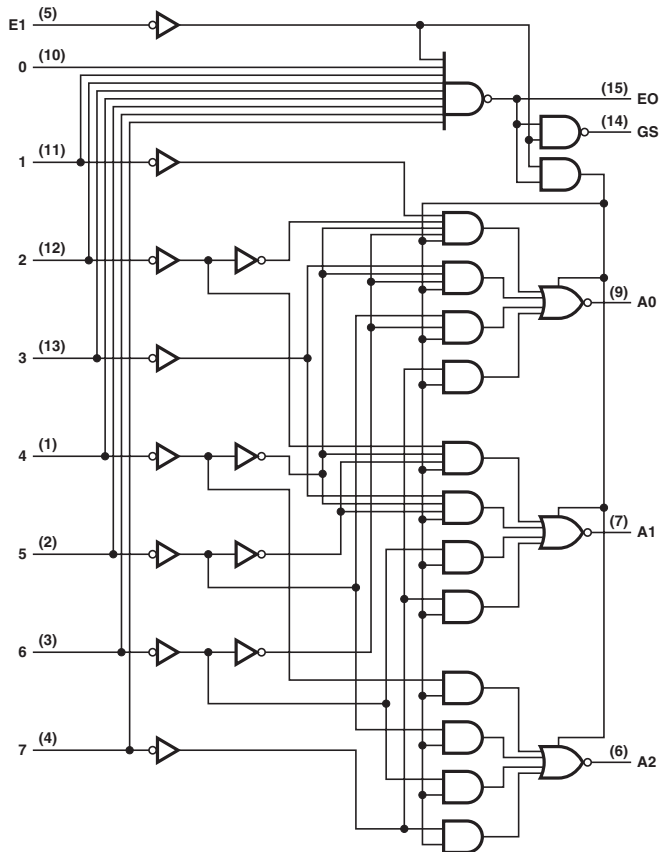 E1 (5)
0 (10)
(15) EO
(14) GS
1 (11)
2 (12)
(9) A0
3 (13)
4 (1)
(7) A1
5 (2)
6 (3)
7 (4)
(6) A2